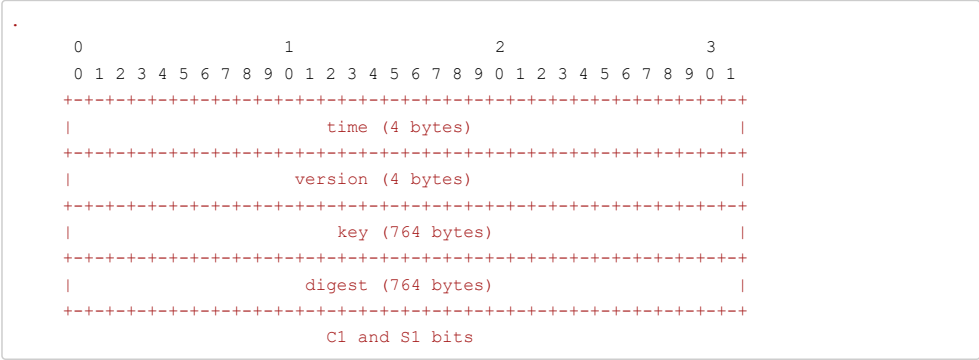 .
      0                   1                   2                   3
      0 1 2 3 4 5 6 7 8 9 0 1 2 3 4 5 6 7 8 9 0 1 2 3 4 5 6 7 8 9 0 1
     +-+-+-+-+-+-+-+-+-+-+-+-+-+-+-+-+-+-+-+-+-+-+-+-+-+-+-+-+-+-+-+-+
     |                        time (4 bytes)                         |
     +-+-+-+-+-+-+-+-+-+-+-+-+-+-+-+-+-+-+-+-+-+-+-+-+-+-+-+-+-+-+-+-+
     |                     version (4 bytes)                         |
     +-+-+-+-+-+-+-+-+-+-+-+-+-+-+-+-+-+-+-+-+-+-+-+-+-+-+-+-+-+-+-+-+
     |                         key (764 bytes)                       |
     +-+-+-+-+-+-+-+-+-+-+-+-+-+-+-+-+-+-+-+-+-+-+-+-+-+-+-+-+-+-+-+-+
     |                      digest (764 bytes)                       |
     +-+-+-+-+-+-+-+-+-+-+-+-+-+-+-+-+-+-+-+-+-+-+-+-+-+-+-+-+-+-+-+-+
                              C1 and S1 bits